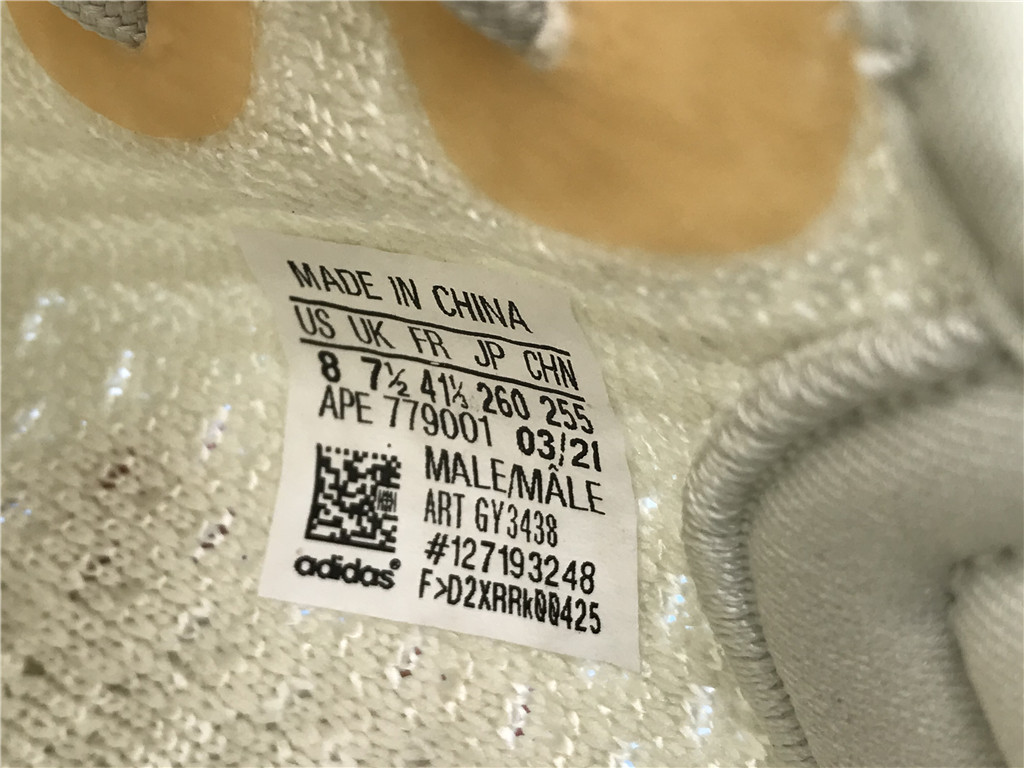 MADE IN CHINA
US UK FR JP CHN
8 7½ 41⅓ 260 255
APE 779001 03/21
MALE/MÂLE
ART GY3438
#127193248
F>D2XRRk00425
adidas®